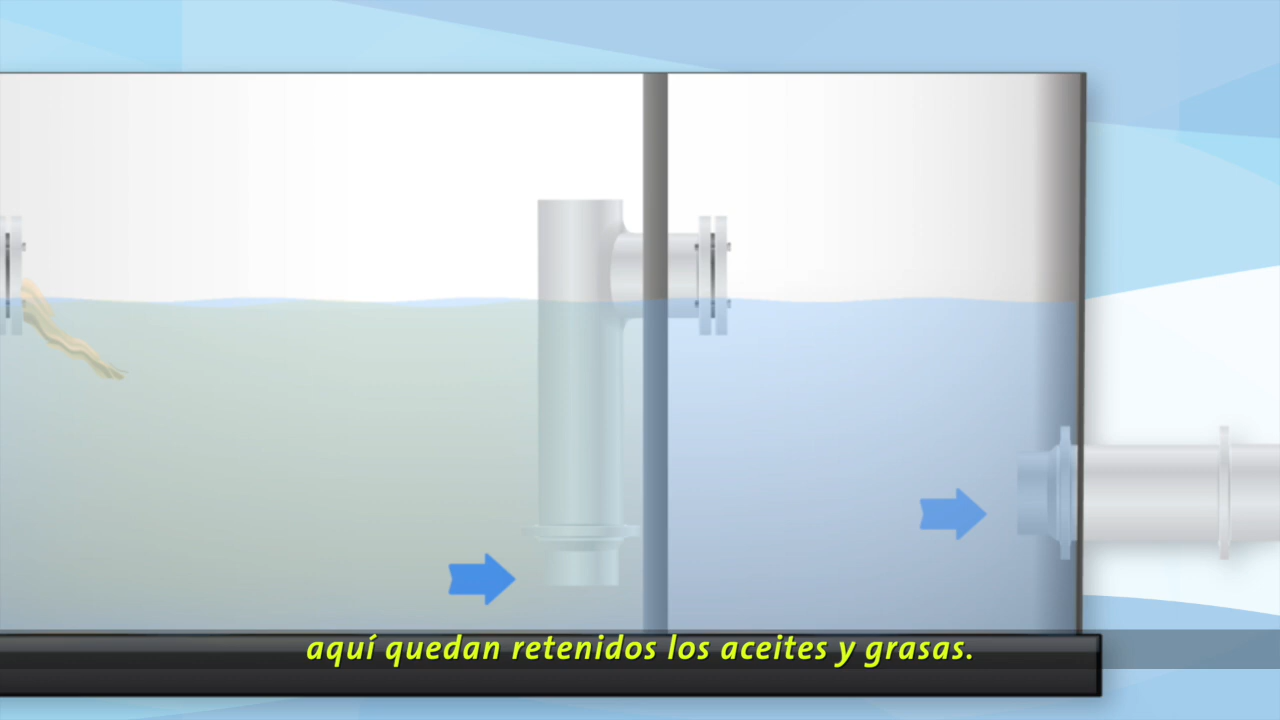 aquí quedan retenidos los aceites y grasas.